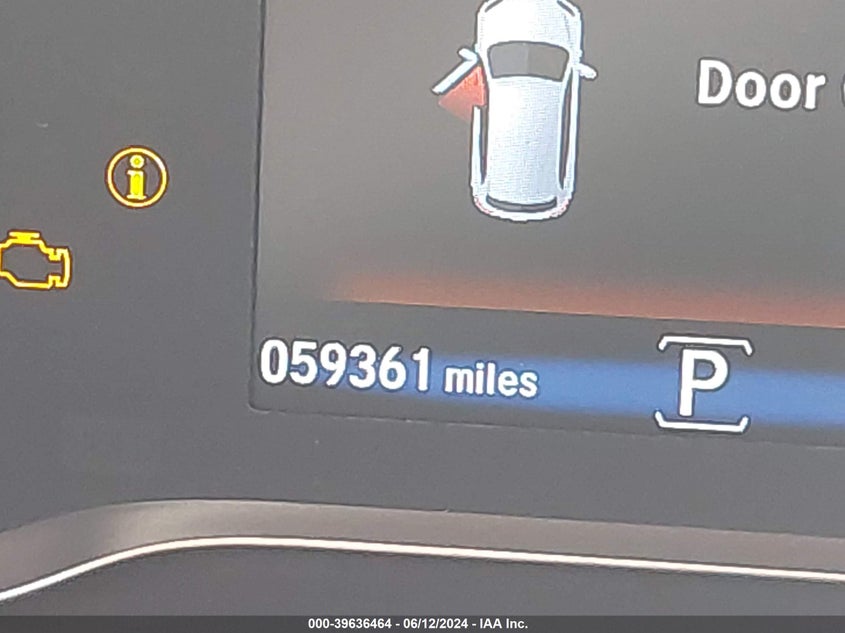 Door
059361 miles
P
000-39636464 - 06/12/2024 - IAA Inc.